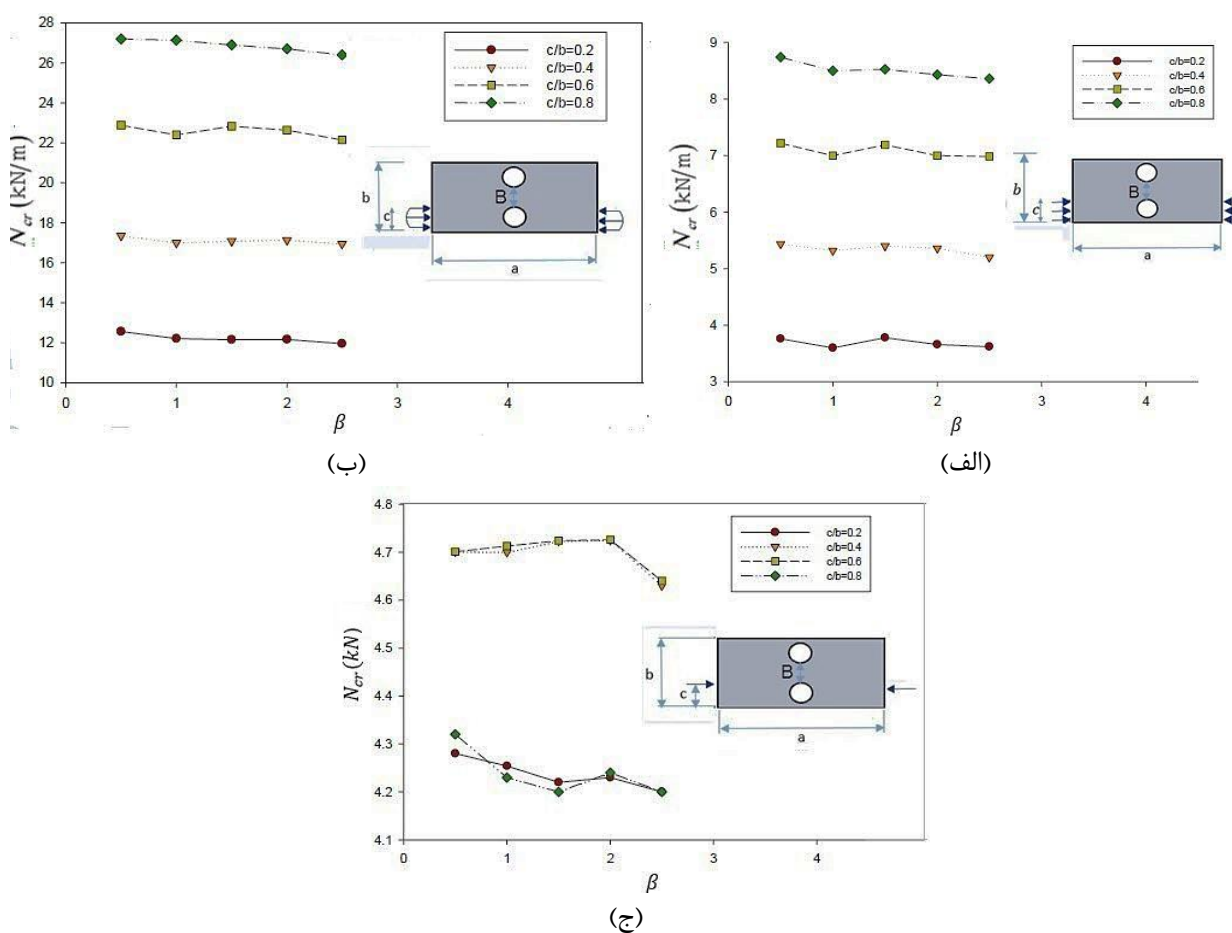 28
26
24
22
20
18
16
14
12
10
N_cr (kN/m)
0 1 2 3 4
β
c/b=0.2
c/b=0.4
c/b=0.6
c/b=0.8
b
c
B
a
(ب)
9
8
7
6
5
4
3
N_cr (kN/m)
0 1 2 3 4
β
c/b=0.2
c/b=0.4
c/b=0.6
c/b=0.8
b
c
B
a
(الف)
4.8
4.7
4.6
4.5
4.4
4.3
4.2
4.1
N_cr (kN)
0 1 2 3 4
β
c/b=0.2
c/b=0.4
c/b=0.6
c/b=0.8
b
c
B
a
(ج)